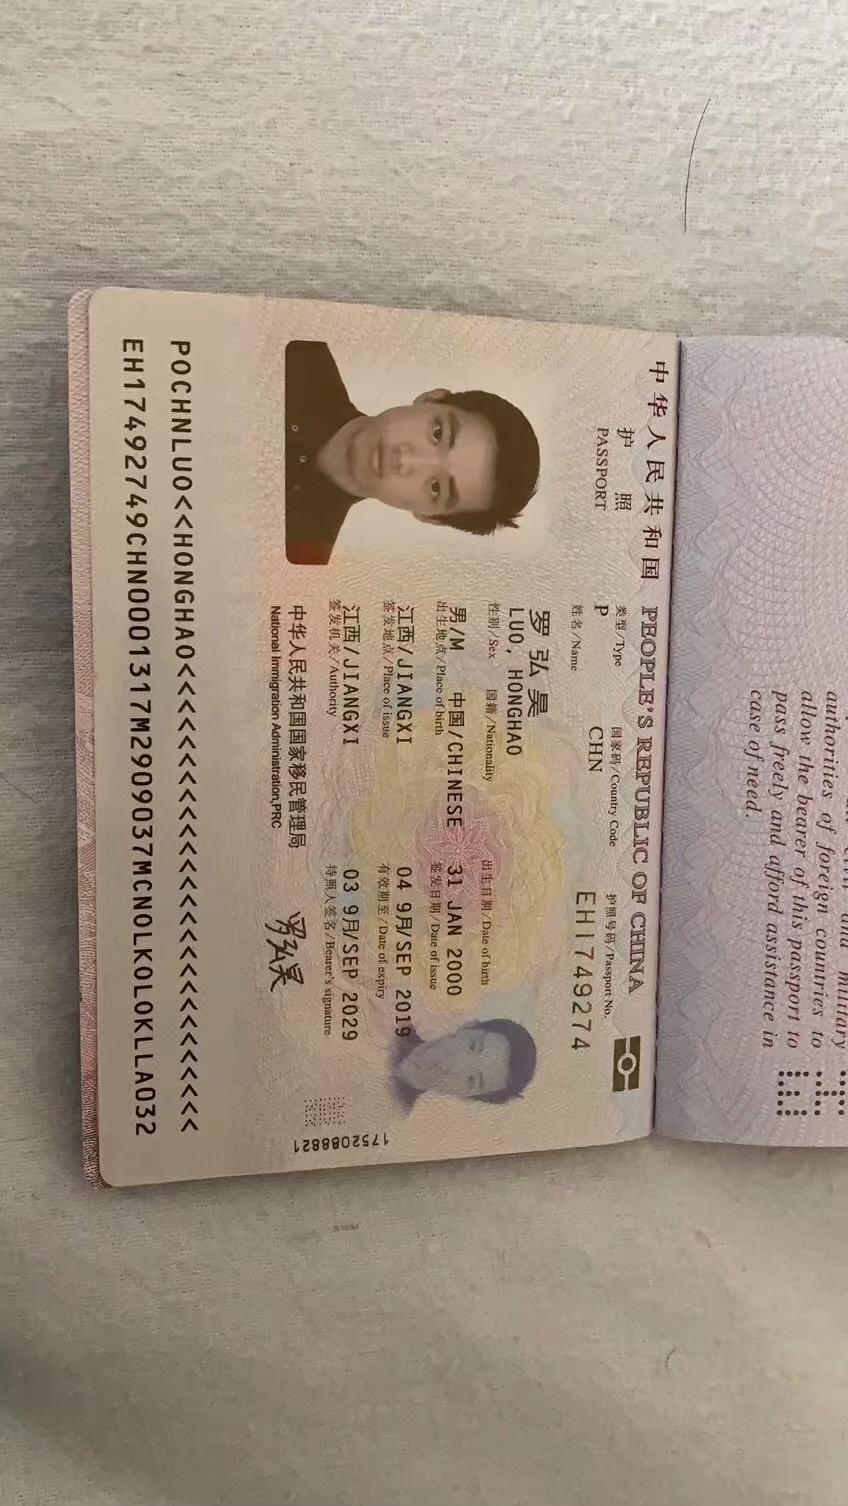 authorities of foreign countries to
allow the bearer of this passport to
pass freely and afford assistance in
case of need.
中华人民共和国 PEOPLE'S REPUBLIC OF CHINA
护 照
PASSPORT
类型/Type 国家码/Country Code 护照号码/Passport No.
P CHN EH1749274
姓名/Name
罗弘昊
LUO, HONGHAO
性别/Sex 国籍/Nationality 出生日期/Date of birth
男/M 中国/CHINESE 31 JAN 2000
出生地点/Place of birth 签发日期/Date of issue
江西/JIANGXI 04 9月/SEP 2019
签发地点/Place of issue 有效期至/Date of expiry
江西/JIANGXI 03 9月/SEP 2029
签发机关/Authority 持照人签名/Bearer's signature
中华人民共和国国家移民管理局 罗弘昊
National Immigration Administration,PRC
1752088821
POCHNLUO<<HONGHAO<<<<<<<<<<<<<<<<<<<<<<<<<<<
EH17492749CHN0001317M2909037MCNOLKOLOKLLA032